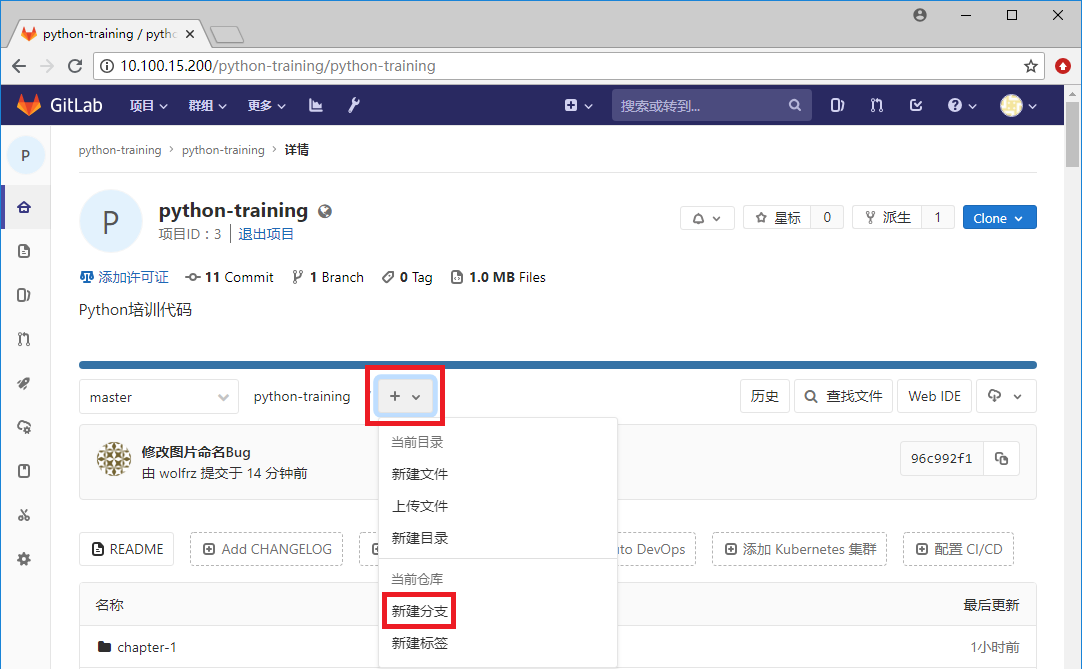 python-training / pytho
10.100.15.200/python-training/python-training
GitLab 项目 群组 更多 搜索或转到...
P python-training › python-training › 详情
P
python-training
项目ID：3 退出项目
星标 0 派生 1 Clone
添加许可证 11 Commit 1 Branch 0 Tag 1.0 MB Files
Python培训代码
master python-training + 历史 查找文件 Web IDE
当前目录
修改图片命名Bug
由 wolfrz 提交于 14 分钟前
96c992f1
新建文件
上传文件
新建目录
README Add CHANGELOG DevOps 添加 Kubernetes 集群 配置 CI/CD
当前仓库
新建分支
新建标签
名称 最后更新
chapter-1 1小时前